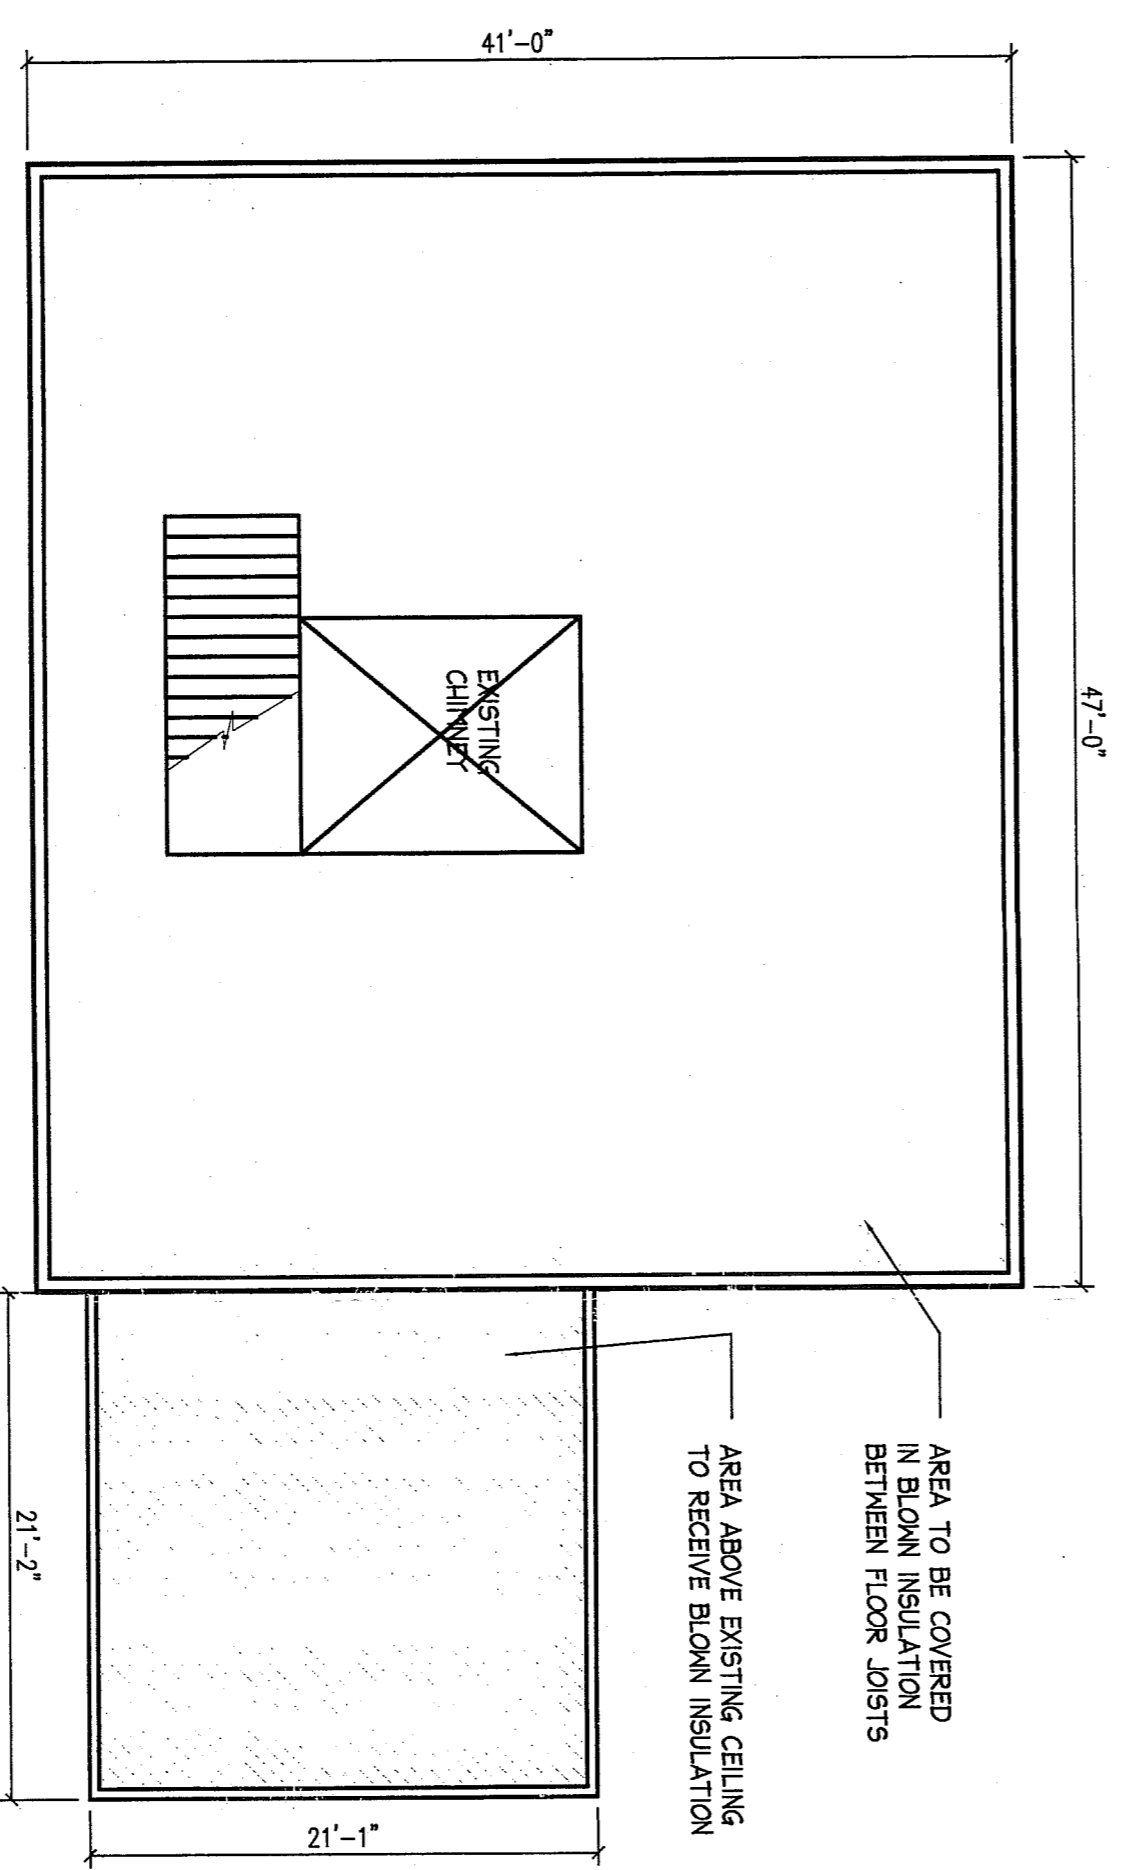 41'-0"
47'-0"
EXISTING
CHIMNEY
AREA TO BE COVERED
IN BLOWN INSULATION
BETWEEN FLOOR JOISTS
AREA ABOVE EXISTING CEILING
TO RECEIVE BLOWN INSULATION
21'-2"
21'-1"